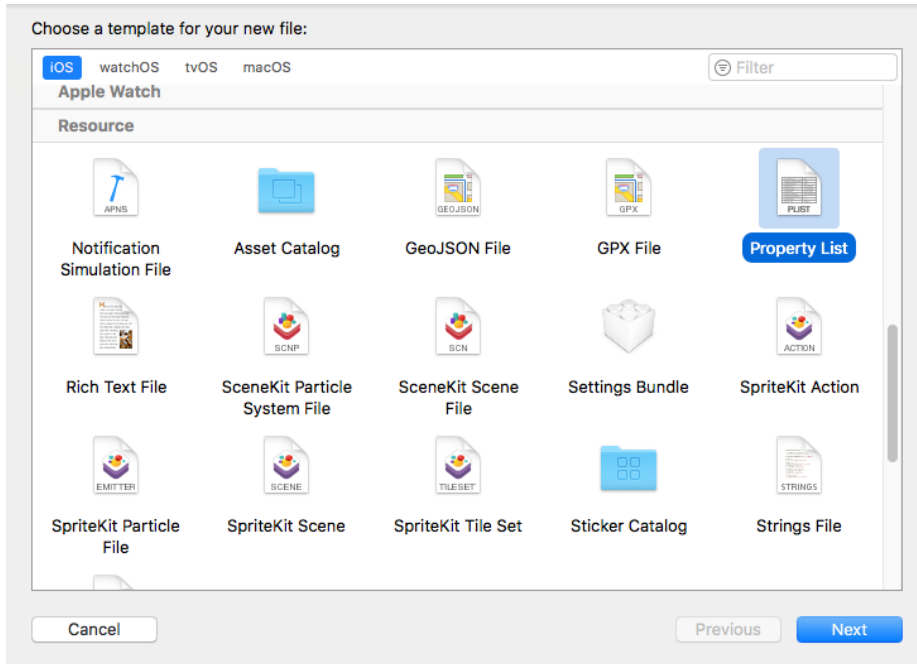 Choose a template for your new file:
iOS watchOS tvOS macOS Filter
Apple Watch
Resource
APNS GEOJSON GPX PLIST
Notification Simulation File
Asset Catalog
GeoJSON File
GPX File
Property List
SCNP SCN ACTION
Rich Text File
SceneKit Particle System File
SceneKit Scene File
Settings Bundle
SpriteKit Action
EMITTER SCENE TILESET STRINGS
SpriteKit Particle File
SpriteKit Scene
SpriteKit Tile Set
Sticker Catalog
Strings File
Cancel Previous Next